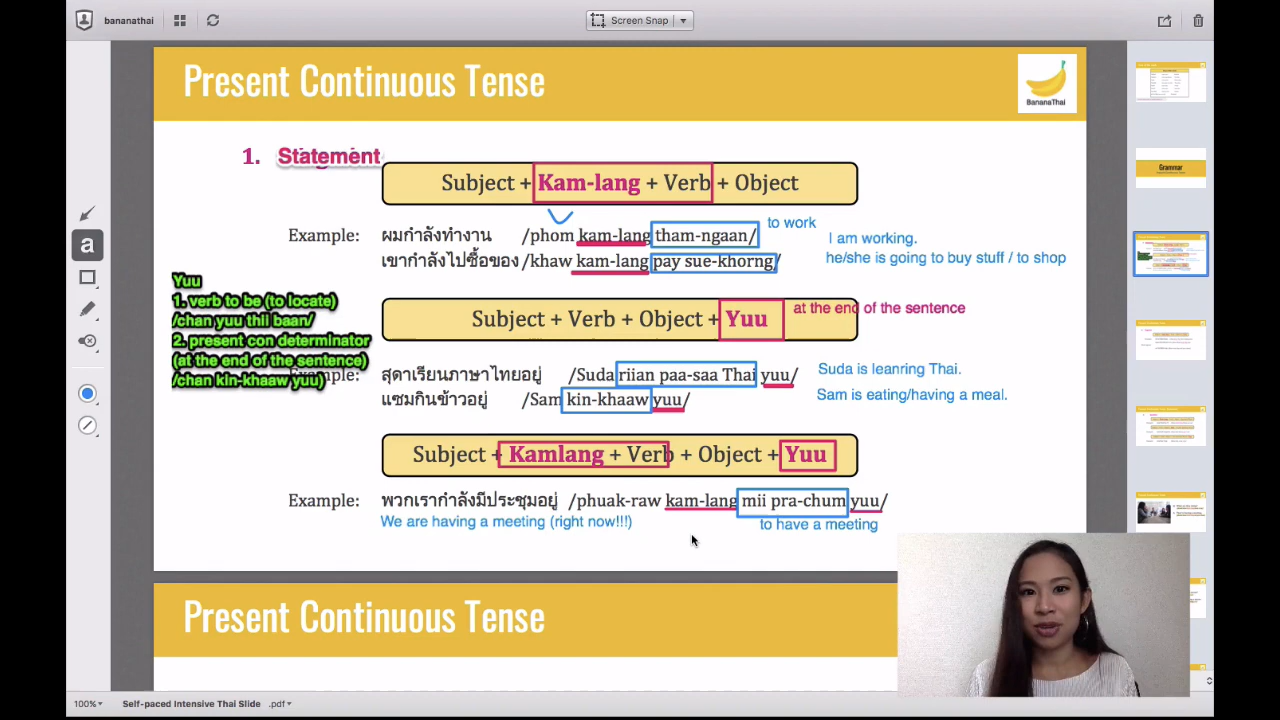 bananathai
Screen Snap
Present Continuous Tense
BananaThai
1. Statement
Subject + Kam-lang + Verb + Object
Example: ผมกำลังทำงาน /phom kam-lang tham-ngaan/ to work I am working.
เขากำลังไปซื้อของ /khaw kam-lang pay sue-khorng/ he/she is going to buy stuff / to shop
Yuu
1. verb to be (to locate)
/chan yuu thii baan/
2. present con determinator
(at the end of the sentence)
/chan kin-khaaw yuu)
Subject + Verb + Object + Yuu at the end of the sentence
Example: สุดาเรียนภาษาไทยอยู่ /Suda riian paa-saa Thai yuu/ Suda is leanring Thai.
แซมกินข้าวอยู่ /Sam kin-khaaw yuu/ Sam is eating/having a meal.
Subject + Kamlang + Verb + Object + Yuu
Example: พวกเรากำลังมีประชุมอยู่ /phuak-raw kam-lang mii pra-chum yuu/
We are having a meeting (right now!!!) to have a meeting
Present Continuous Tense
Grammar
100% Self-paced Intensive Thai Slide .pdf
a